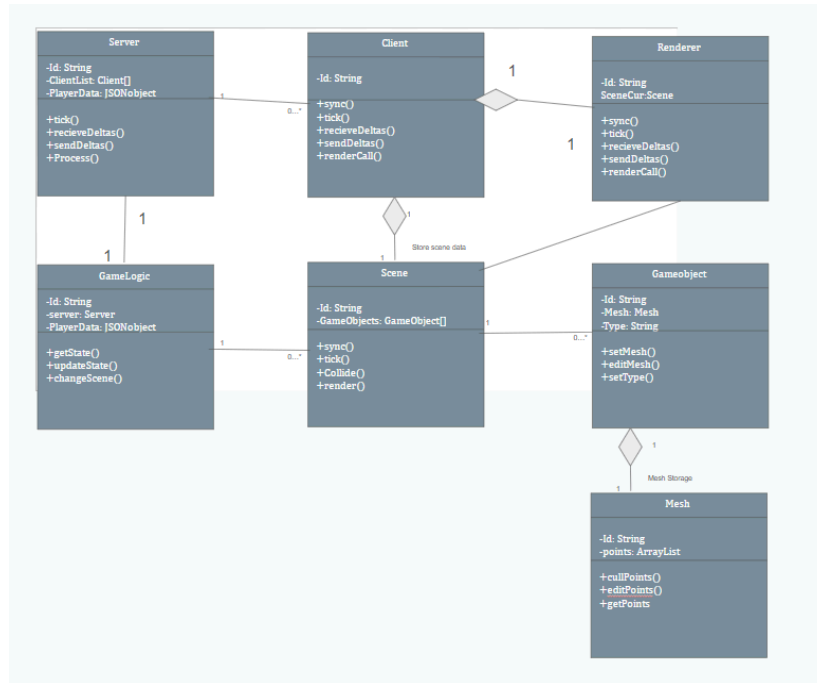 Server
-Id: String
-ClientList: Client[]
-PlayerData: JSONobject
+tick()
+recieveDeltas()
+sendDeltas()
+Process()
1
0...*
Client
-Id: String
+sync()
+tick()
+recieveDeltas()
+sendDeltas()
+renderCall()
1
1
Renderer
-Id: String
SceneCur:Scene
+sync()
+tick()
+recieveDeltas()
+sendDeltas()
+renderCall()
1
1
1
Store scene data
1
GameLogic
-Id: String
-server: Server
-PlayerData: JSONobject
+getState()
+updateState()
+changeScene()
1
0...*
Scene
-Id: String
-GameObjects: GameObject[]
+sync()
+tick()
+Collide()
+render()
1
0...*
Gameobject
-Id: String
-Mesh: Mesh
-Type: String
+setMesh()
+editMesh()
+setType()
1
Mesh Storage
1
Mesh
-Id: String
-points: ArrayList
+cullPoints()
+editPoints()
+getPoints